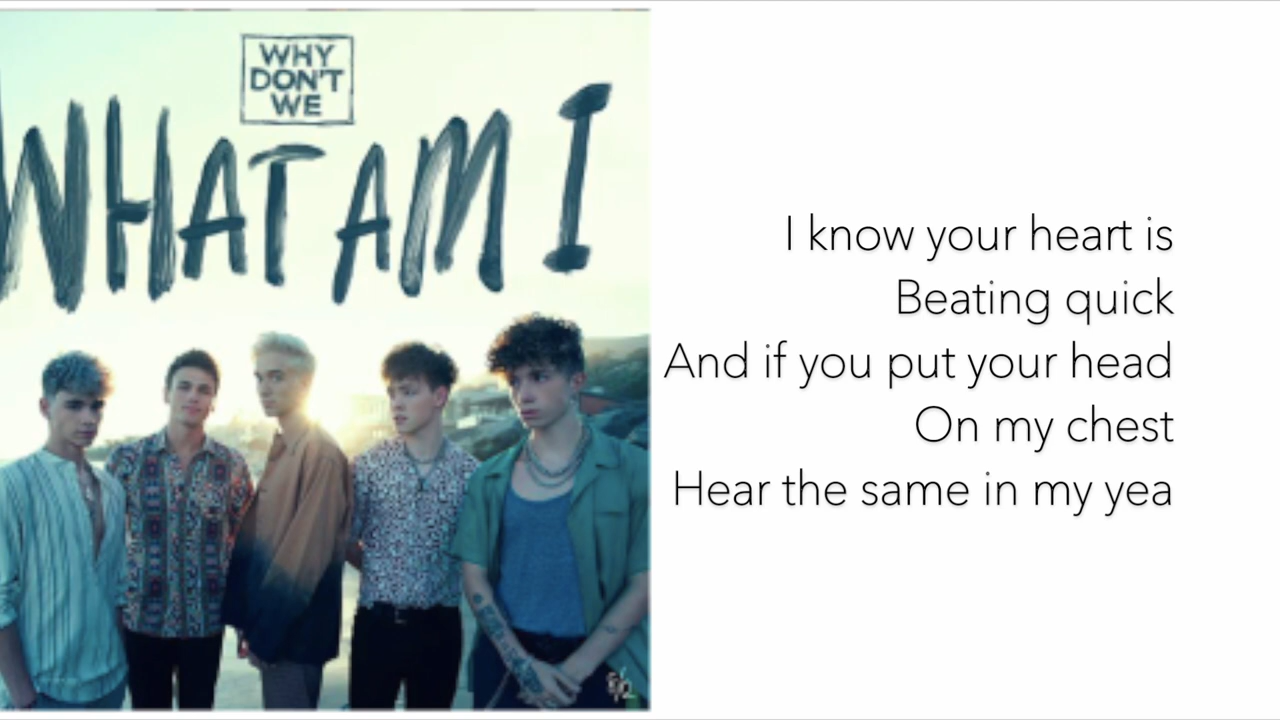 WHY
DON'T
WE
WHAT AM I
I know your heart is
Beating quick
And if you put your head
On my chest
Hear the same in my yea